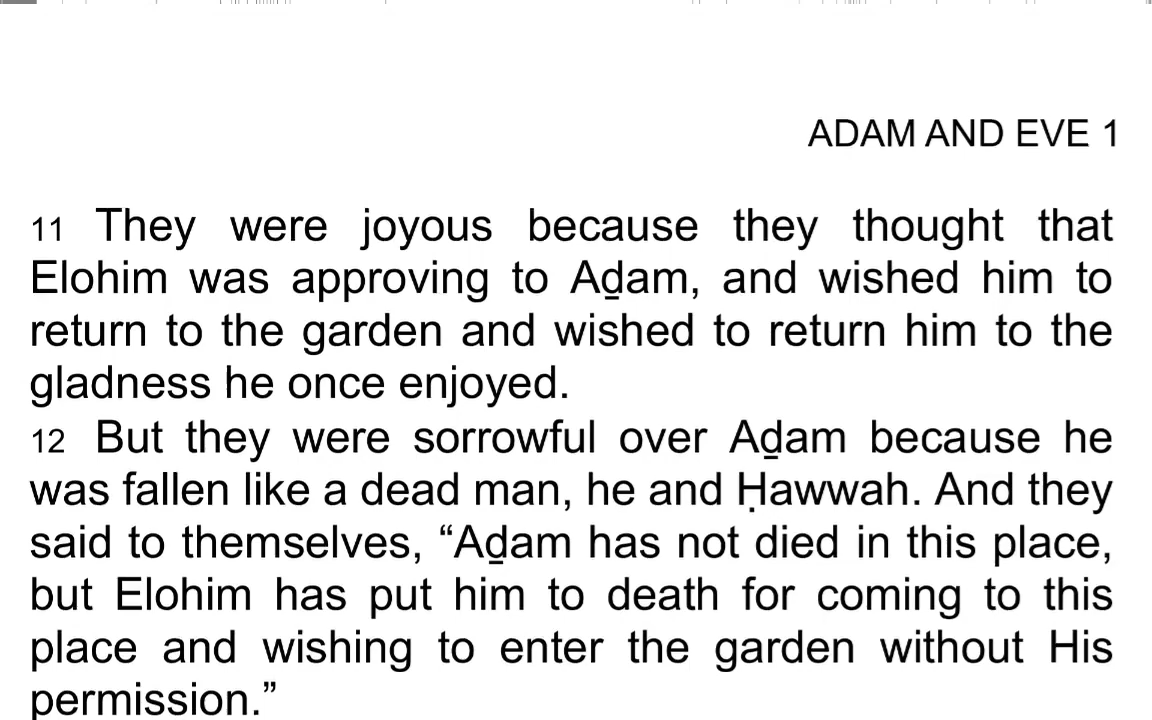 ADAM AND EVE 1
11 They were joyous because they thought that
Elohim was approving to Aḏam, and wished him to
return to the garden and wished to return him to the
gladness he once enjoyed.
12 But they were sorrowful over Aḏam because he
was fallen like a dead man, he and Ḥawwah. And they
said to themselves, “Aḏam has not died in this place,
but Elohim has put him to death for coming to this
place and wishing to enter the garden without His
permission.”